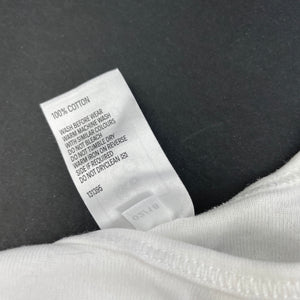 100% COTTON
WASH BEFORE WEAR
WARM MACHINE WASH
WITH SIMILAR COLOURS
DO NOT BLEACH
DO NOT TUMBLE DRY
WARM IRON ON REVERSE
SIDE IF REQUIRED
DO NOT DRYCLEAN
131395